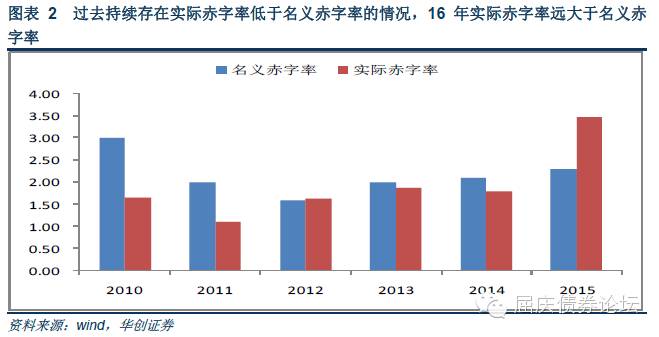 图表 2 过去持续存在实际赤字率低于名义赤字率的情况，16 年实际赤字率远大于名义赤
字率
名义赤字率 实际赤字率
4.00
3.50
3.00
2.50
2.00
1.50
1.00
0.50
0.00
2010 2011 2012 2013 2014 2015
屈庆债券论坛
资料来源：wind，华创证券